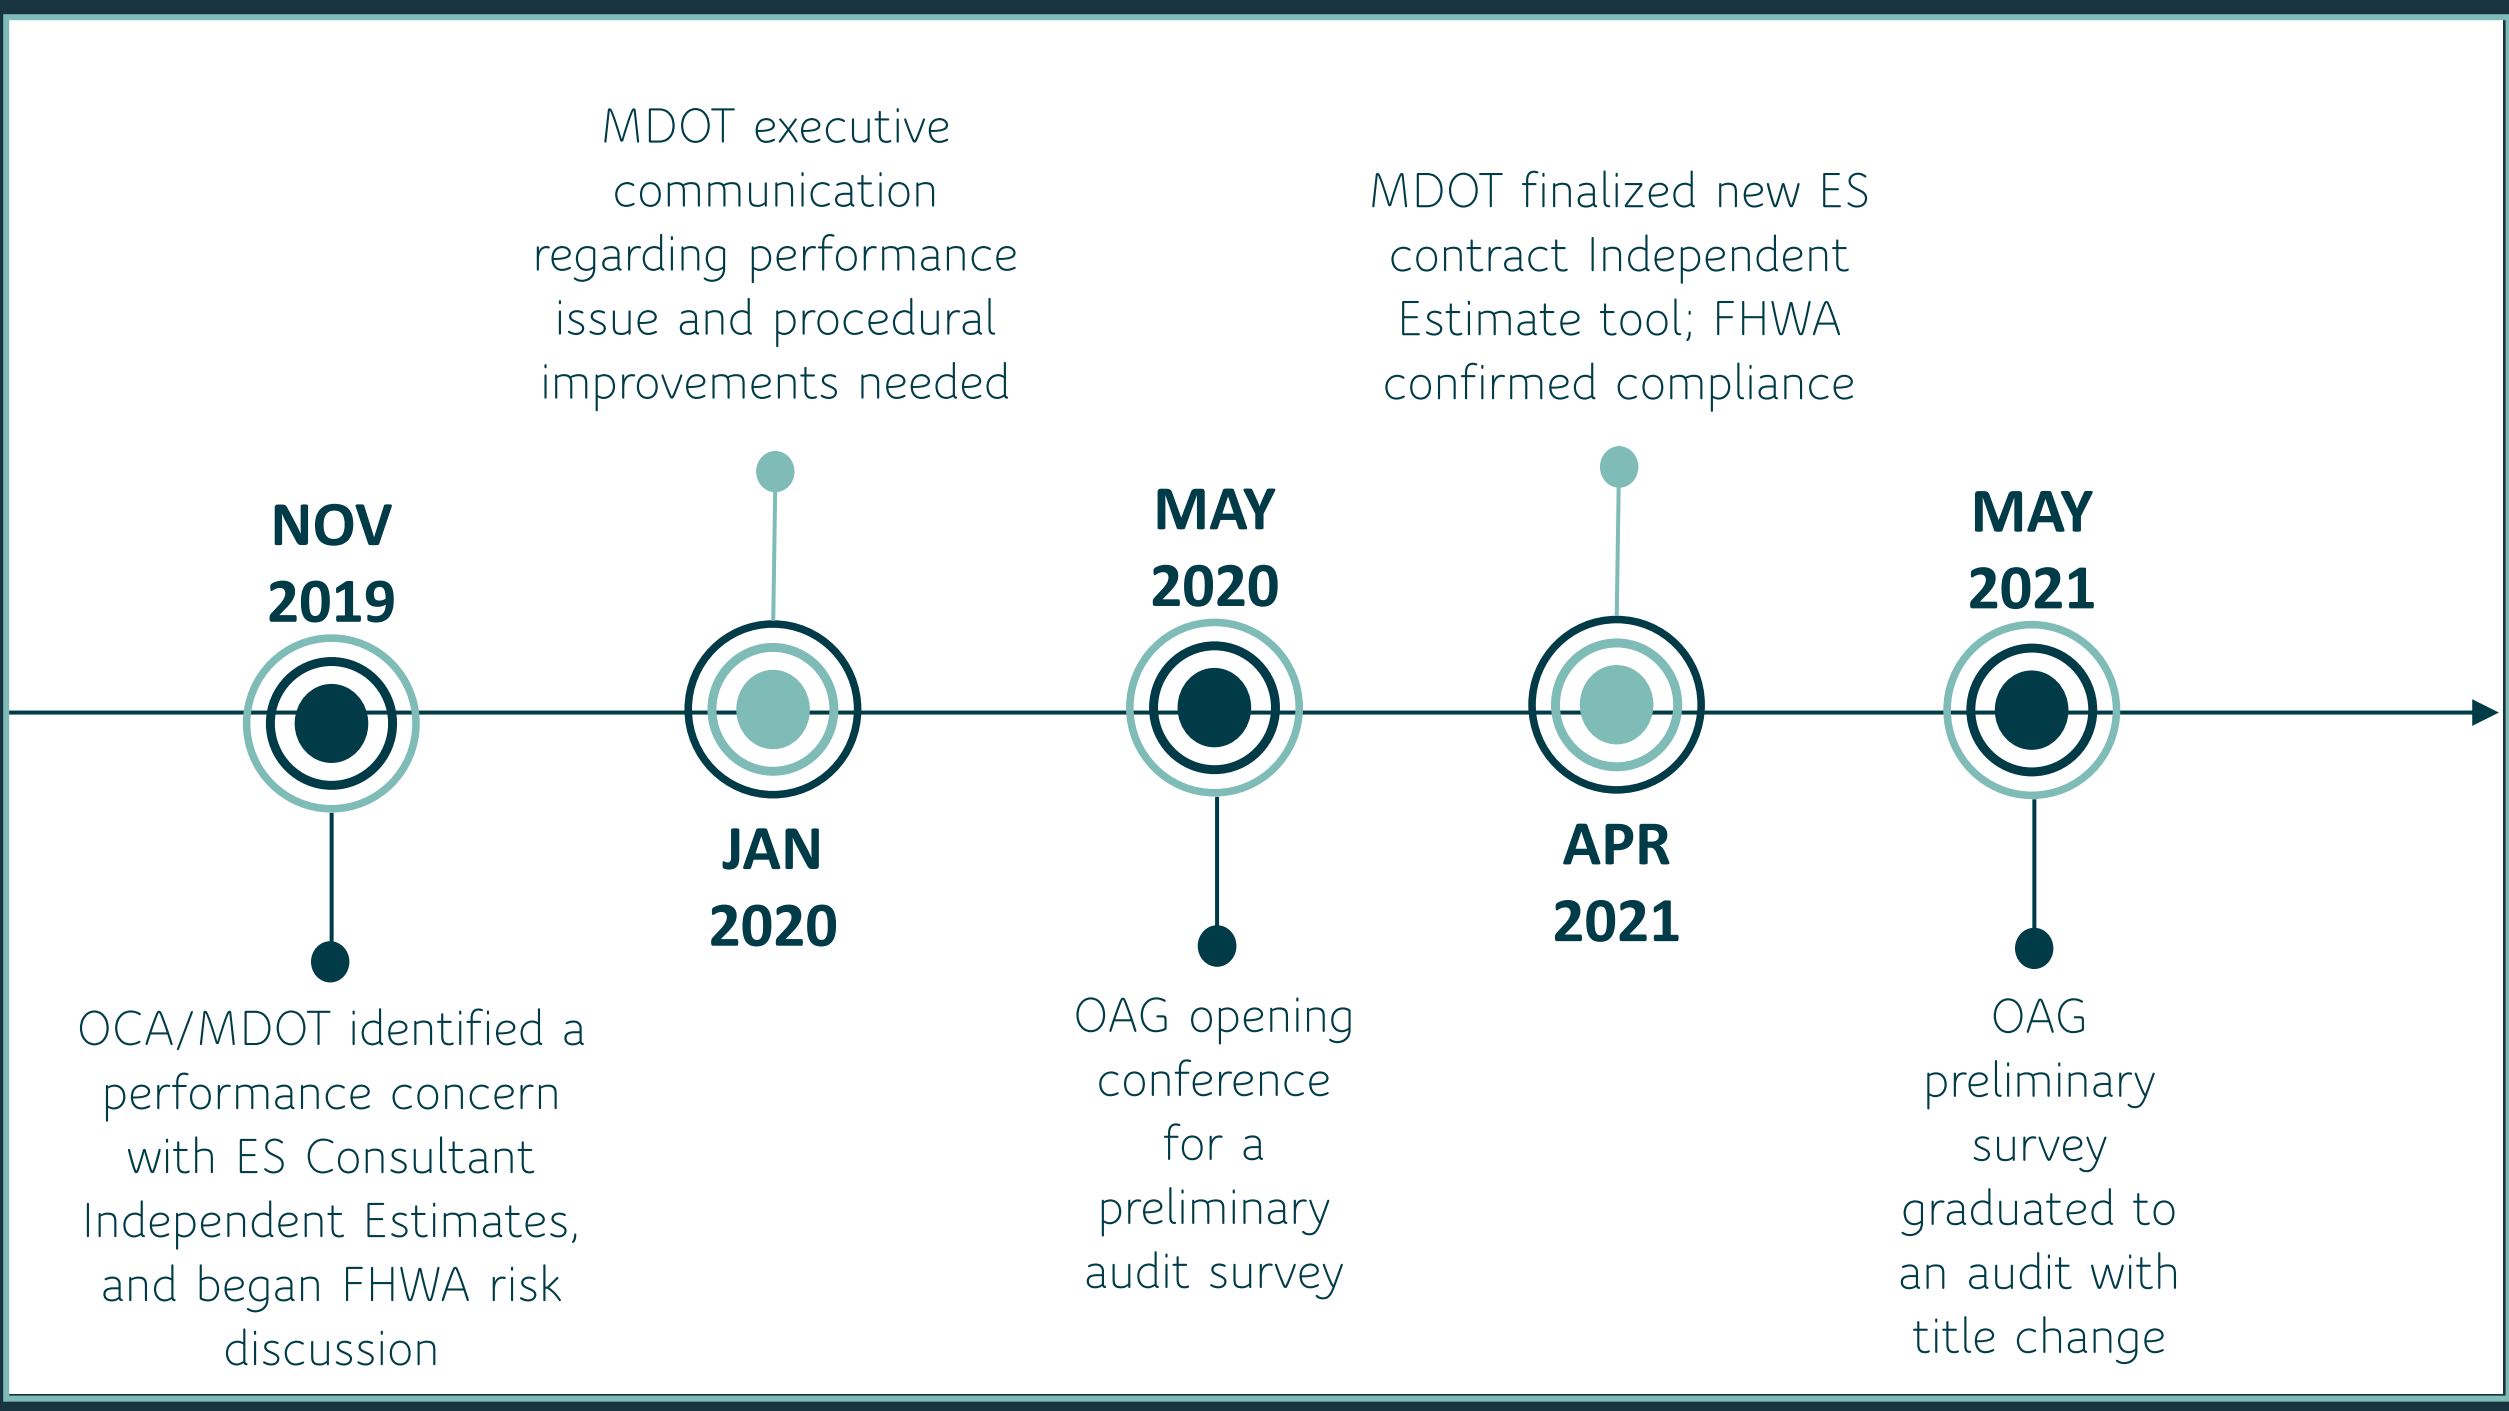 NOV
2019
OCA/MDOT identified a
performance concern
with ES Consultant
Independent Estimates,
and began FHWA risk
discussion
MDOT executive
communication
regarding performance
issue and procedural
improvements needed
JAN
2020
MAY
2020
OAG opening
conference
for a
preliminary
audit survey
MDOT finalized new ES
contract Independent
Estimate tool; FHWA
confirmed compliance
APR
2021
MAY
2021
OAG
preliminary
survey
graduated to
an audit with
title change